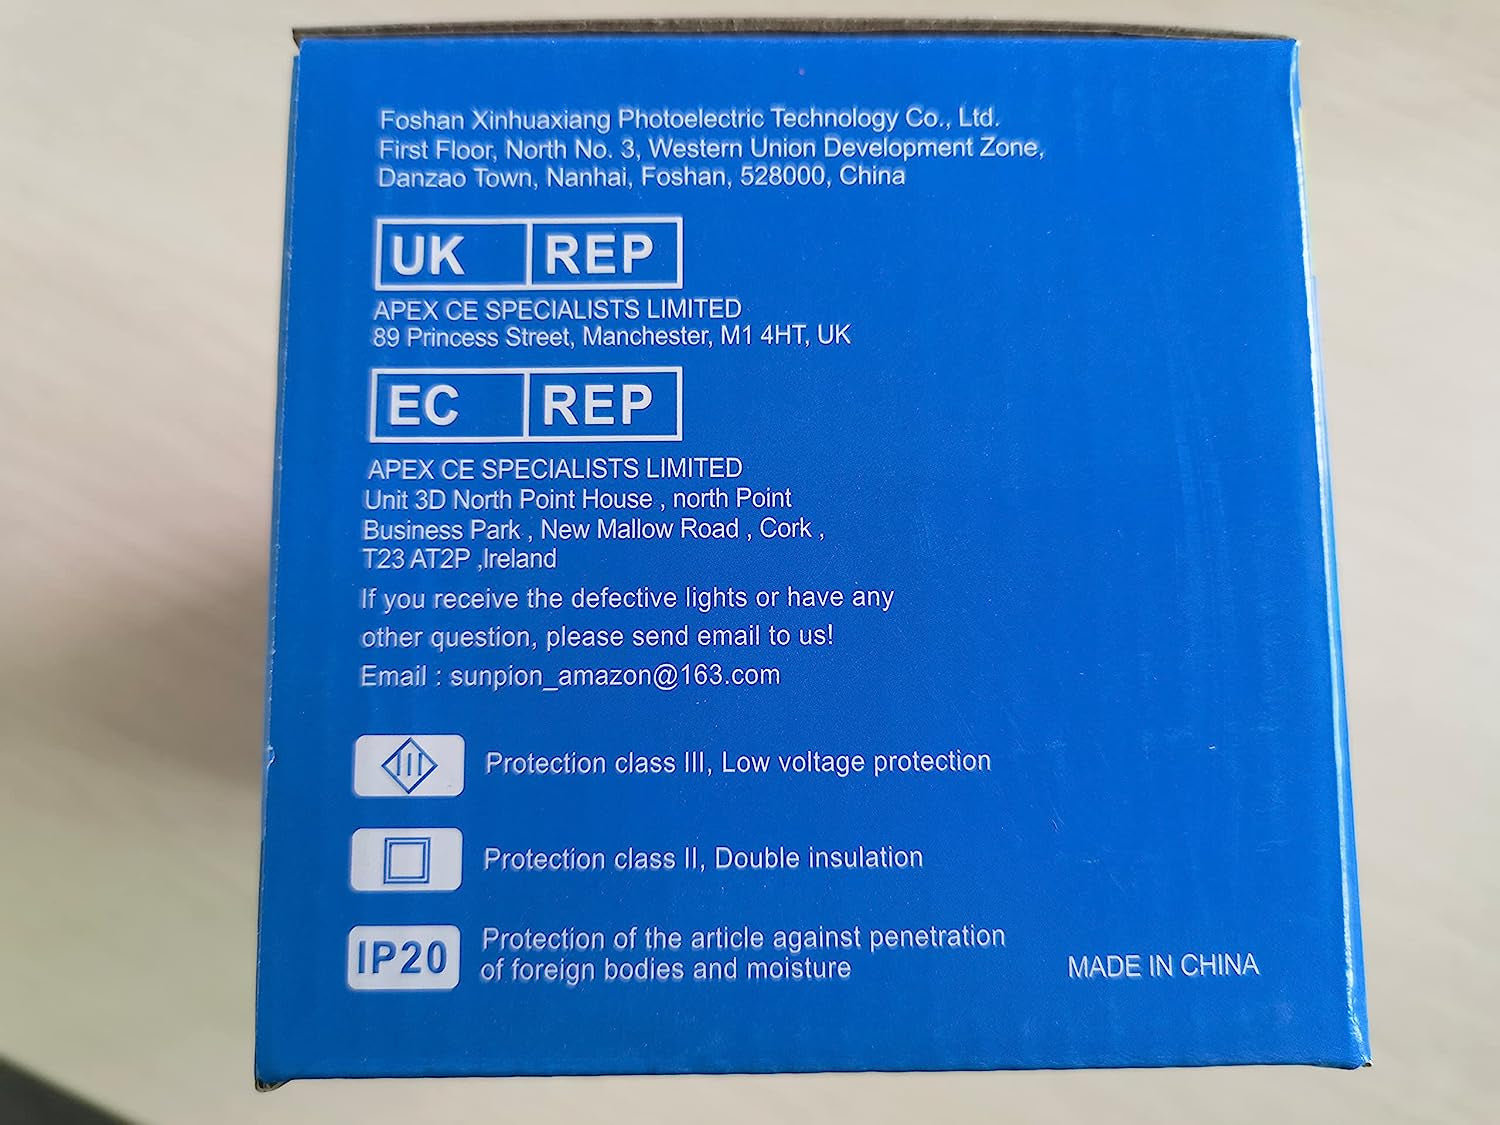 Foshan Xinhuaxiang Photoelectric Technology Co., Ltd.
First Floor, North No. 3, Western Union Development Zone,
Danzao Town, Nanhai, Foshan, 528000, China
UK REP
APEX CE SPECIALISTS LIMITED
89 Princess Street, Manchester, M1 4HT, UK
EC REP
APEX CE SPECIALISTS LIMITED
Unit 3D North Point House , north Point
Business Park , New Mallow Road , Cork ,
T23 AT2P ,Ireland
If you receive the defective lights or have any
other question, please send email to us!
Email : sunpion_amazon@163.com
III Protection class III, Low voltage protection
Protection class II, Double insulation
IP20 Protection of the article against penetration
of foreign bodies and moisture
MADE IN CHINA